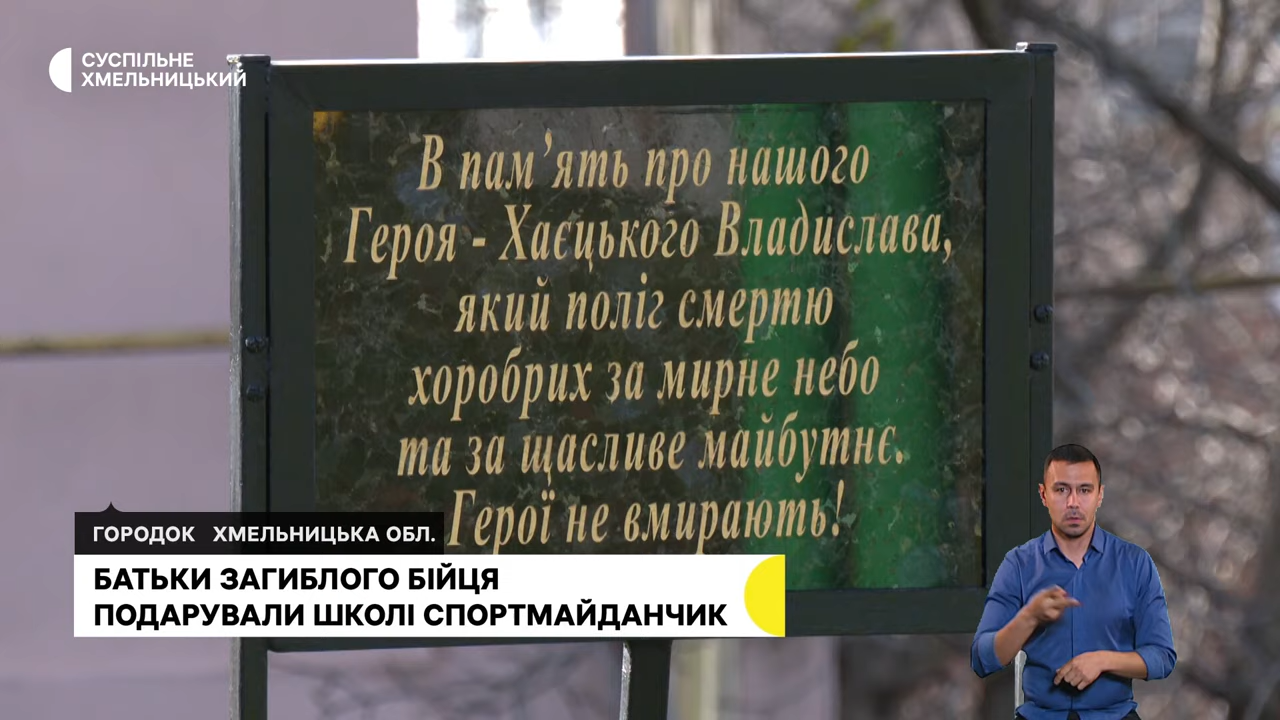 СУСПІЛЬНЕ
ХМЕЛЬНИЦЬКИЙ
В пам’ять про нашого
Героя - Хаєцького Владислава,
який поліг смертю
хоробрих за мирне небо
та за щасливе майбутнє.
Герої не вмирають!
ГОРОДОК ХМЕЛЬНИЦЬКА ОБЛ.
БАТЬКИ ЗАГИБЛОГО БІЙЦЯ
ПОДАРУВАЛИ ШКОЛІ СПОРТМАЙДАНЧИК